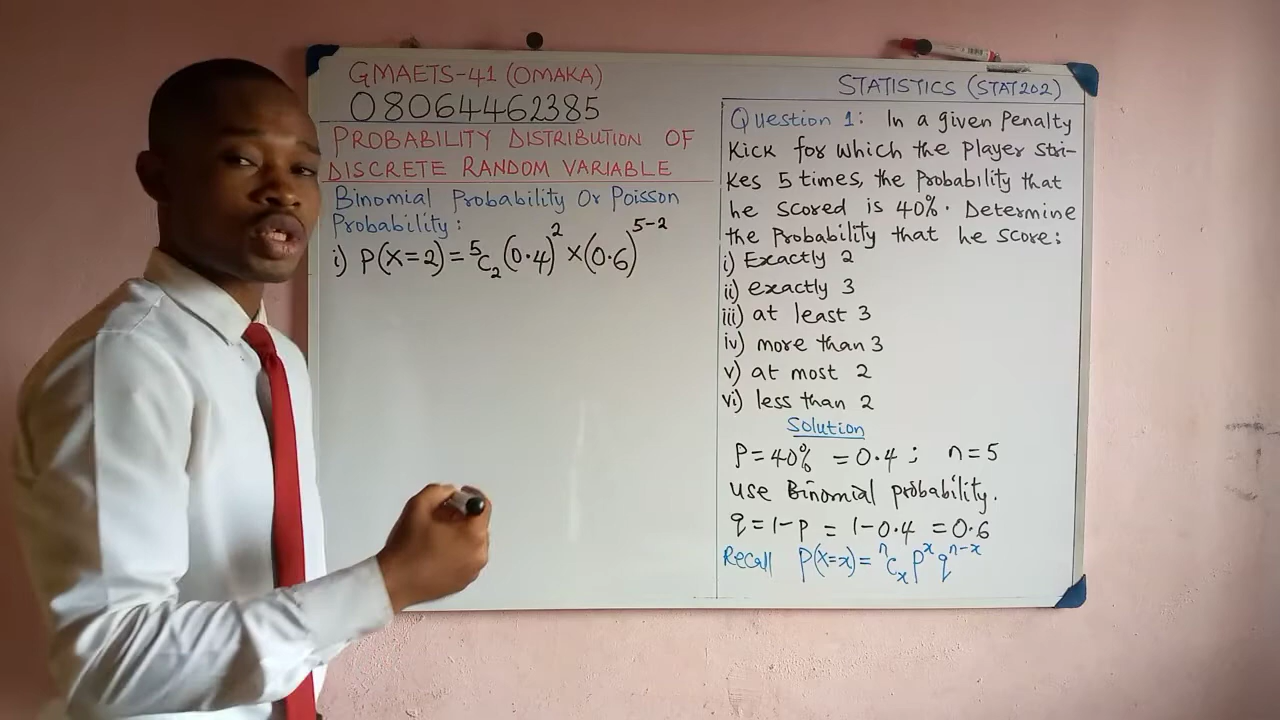 GMAETS-41 (OMAKA)
08064462385
PROBABILITY DISTRIBUTION OF
DISCRETE RANDOM VARIABLE
Binomial Probability Or Poisson
Probability:
i) P(X=2) = ⁵C₂ (0.4)² × (0.6)⁵⁻²
STATISTICS (STAT202)
Question 1: In a given Penalty
Kick for which the player Stri-
kes 5 times, the Probability that
he scored is 40%. Determine
the Probability that he score:
i) Exactly 2
ii) exactly 3
iii) at least 3
iv) more than 3
v) at most 2
vi) less than 2
Solution
P = 40% = 0.4 ; n = 5
use Binomial probability.
q = 1-p = 1-0.4 = 0.6
Recall P(X=x) = ⁿCₓ pˣ qⁿ⁻ˣ